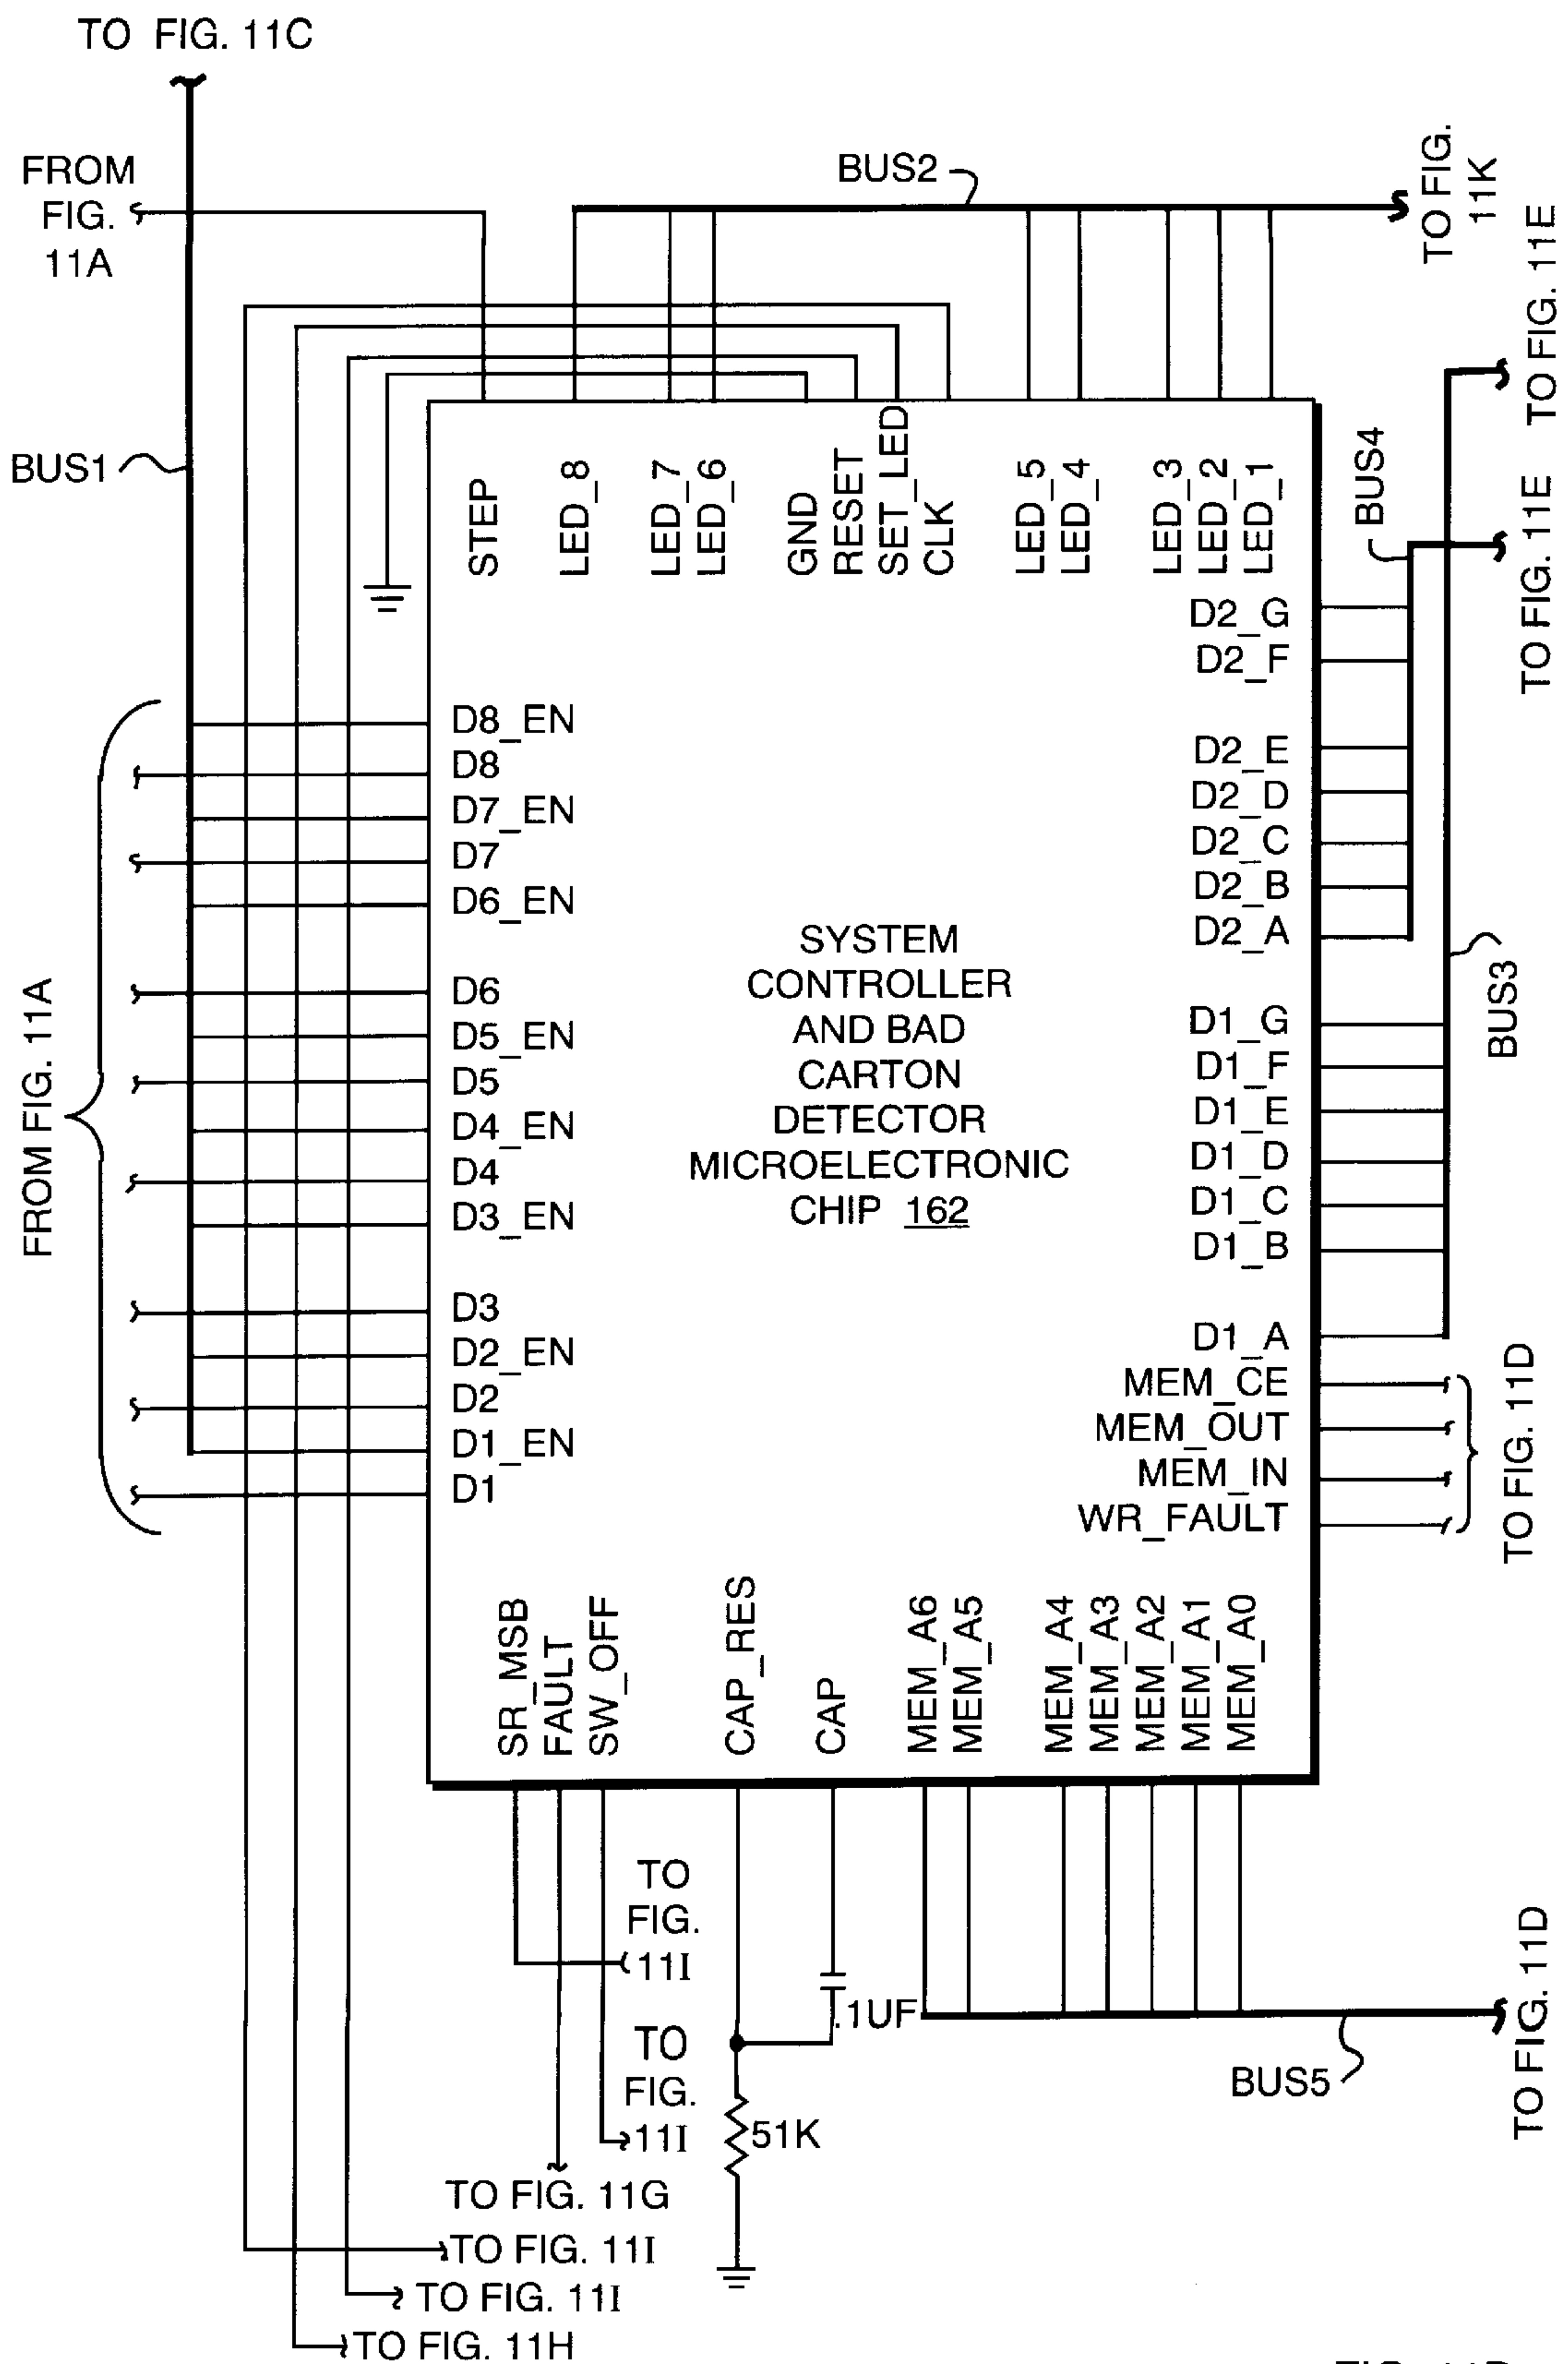 TO FIG. 11C
FROM
FIG.
11A
BUS2
TO FIG.
11K
TO FIG. 11E
BUS1
BUS4
TO FIG. 11E
STEP
LED_8
LED_7
LED_6
GND
RESET
SET_LED
CLK
LED_5
LED_4
LED_3
LED_2
LED_1
D2_G
D2_F
D2_E
D2_D
D2_C
D2_B
D2_A
BUS3
D1_G
D1_F
D1_E
D1_D
D1_C
D1_B
D1_A
MEM_CE
MEM_OUT
MEM_IN
WR_FAULT
TO FIG. 11D
FROM FIG. 11A
D8_EN
D8
D7_EN
D7
D6_EN
D6
D5_EN
D5
D4_EN
D4
D3_EN
D3
D2_EN
D2
D1_EN
D1
SYSTEM
CONTROLLER
AND BAD
CARTON
DETECTOR
MICROELECTRONIC
CHIP 162
SR_MSB
FAULT
SW_OFF
CAP_RES
CAP
MEM_A6
MEM_A5
MEM_A4
MEM_A3
MEM_A2
MEM_A1
MEM_A0
TO
FIG.
11I
TO
FIG.
11I
.1UF
51K
BUS5
TO FIG. 11D
TO FIG. 11G
TO FIG. 11I
TO FIG. 11I
TO FIG. 11H